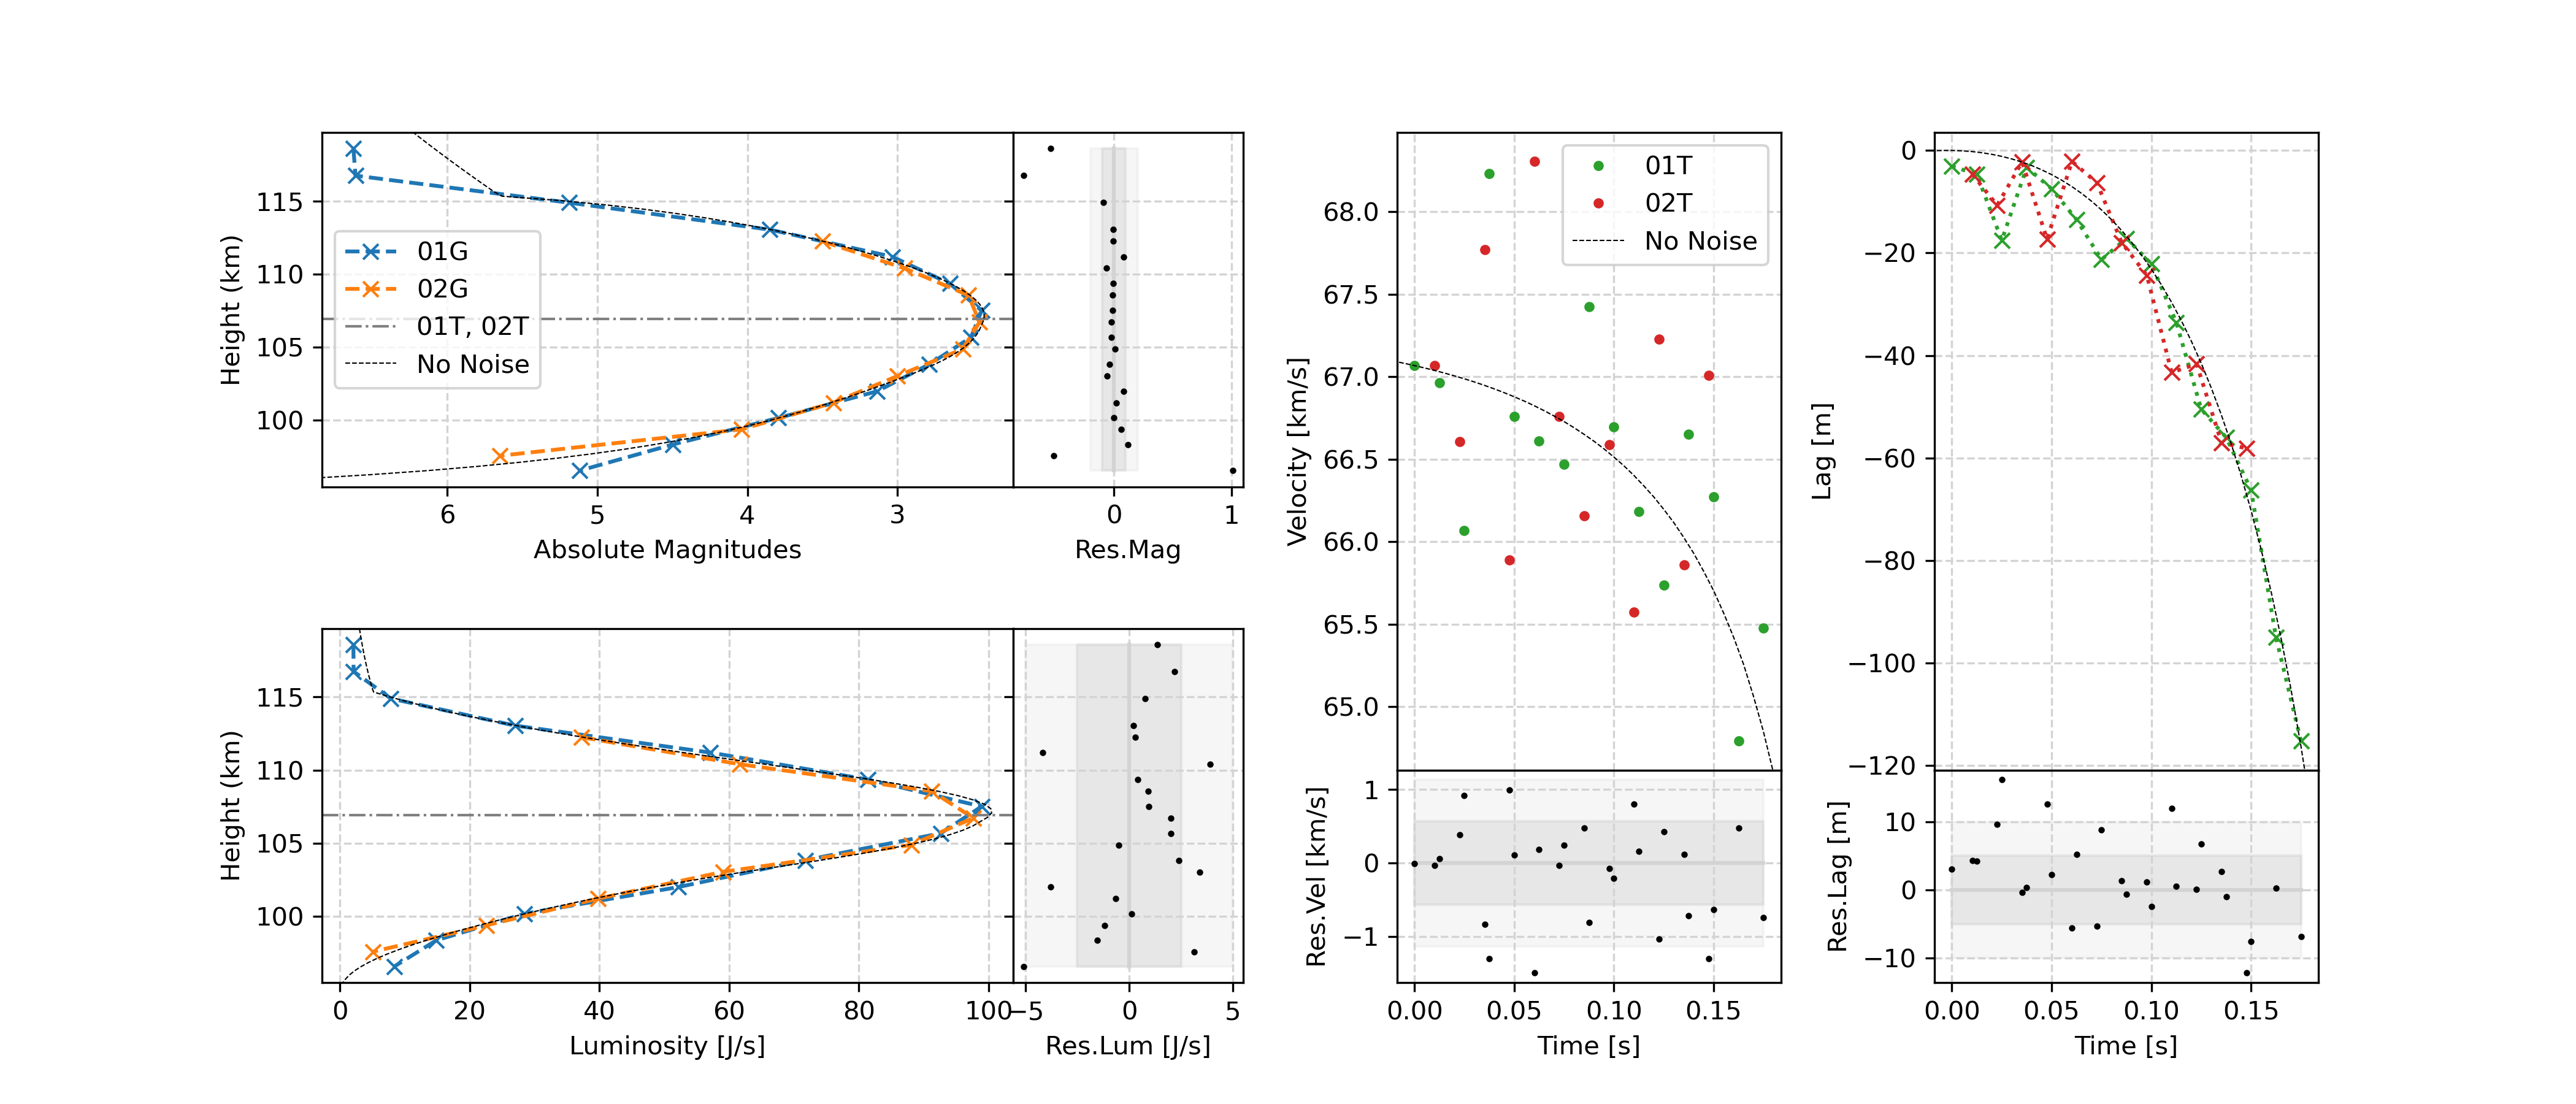 Height (km)
115
110
105
100
01G
02G
01T, 02T
No Noise
6 5 4 3
Absolute Magnitudes
0 1
Res.Mag
Height (km)
115
110
105
100
0 20 40 60 80 100
Luminosity [J/s]
−5 0 5
Res.Lum [J/s]
Velocity [km/s]
68.0
67.5
67.0
66.5
66.0
65.5
65.0
01T
02T
No Noise
Res.Vel [km/s]
1
0
−1
0.00 0.05 0.10 0.15
Time [s]
Lag [m]
0
−20
−40
−60
−80
−100
−120
Res.Lag [m]
10
0
−10
0.00 0.05 0.10 0.15
Time [s]